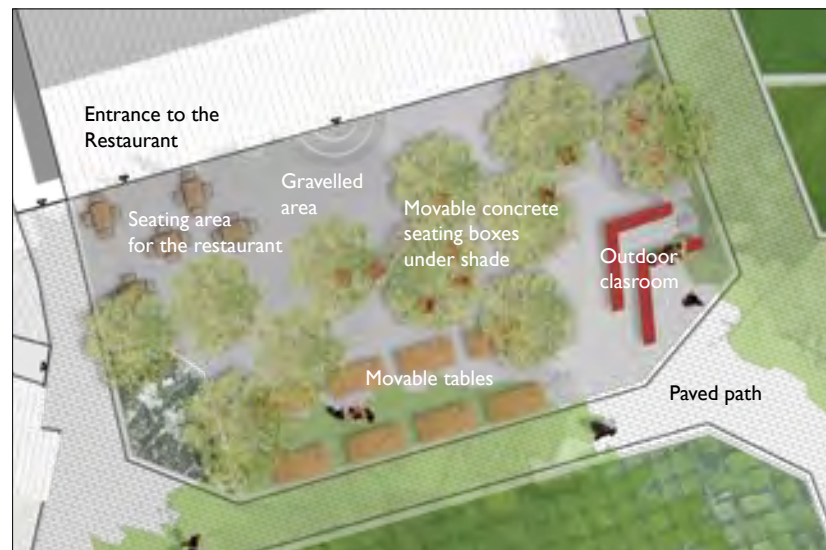 Entrance to the
Restaurant
Gravelled
area
Seating area
for the restaurant
Movable concrete
seating boxes
under shade
Outdoor
clasroom
Movable tables
Paved path